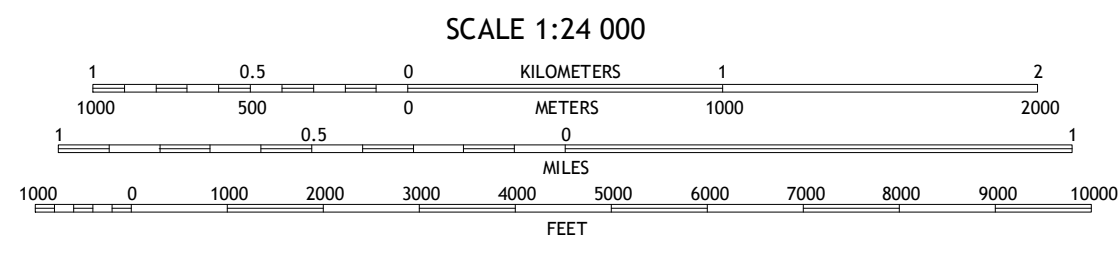 SCALE 1:24 000
1 0.5 0 KILOMETERS 1 2
1000 500 0 METERS 1000 2000
1 0.5 0 1
MILES
1000 0 1000 2000 3000 4000 5000 6000 7000 8000 9000 10000
FEET